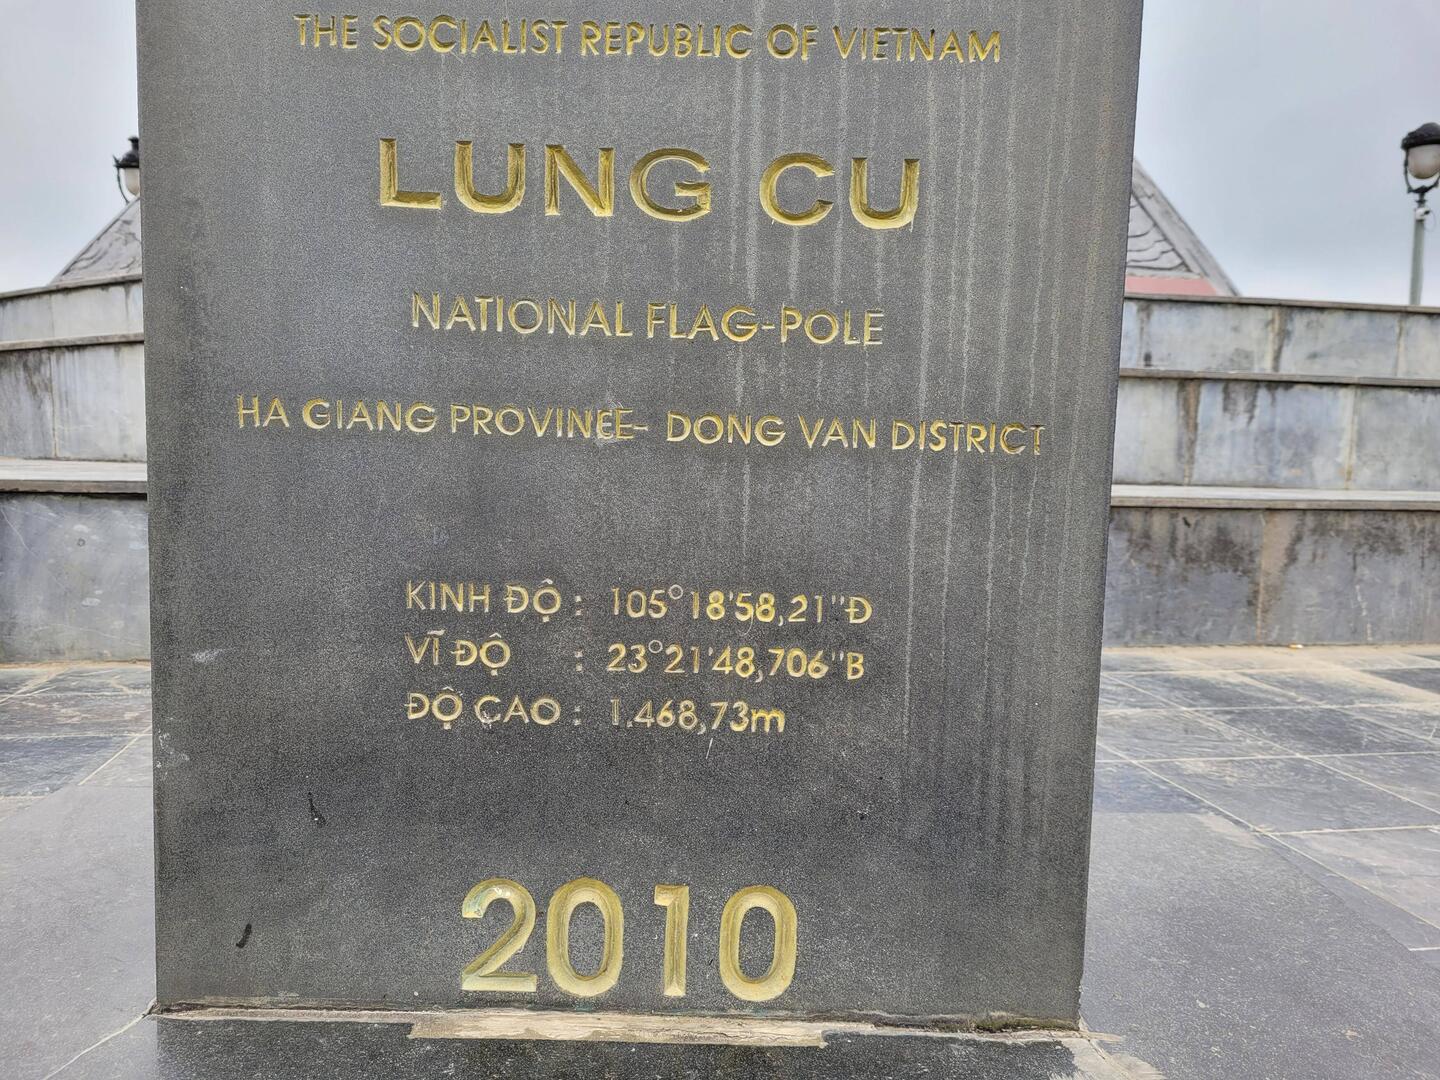 THE SOCIALIST REPUBLIC OF VIETNAM
LUNG CU
NATIONAL FLAG-POLE
HA GIANG PROVINEE- DONG VAN DISTRICT
KINH ĐỘ : 105°18'58,21"Đ
VĨ ĐỘ : 23°21'48,706"B
ĐỘ CAO : 1.468,73m
2010